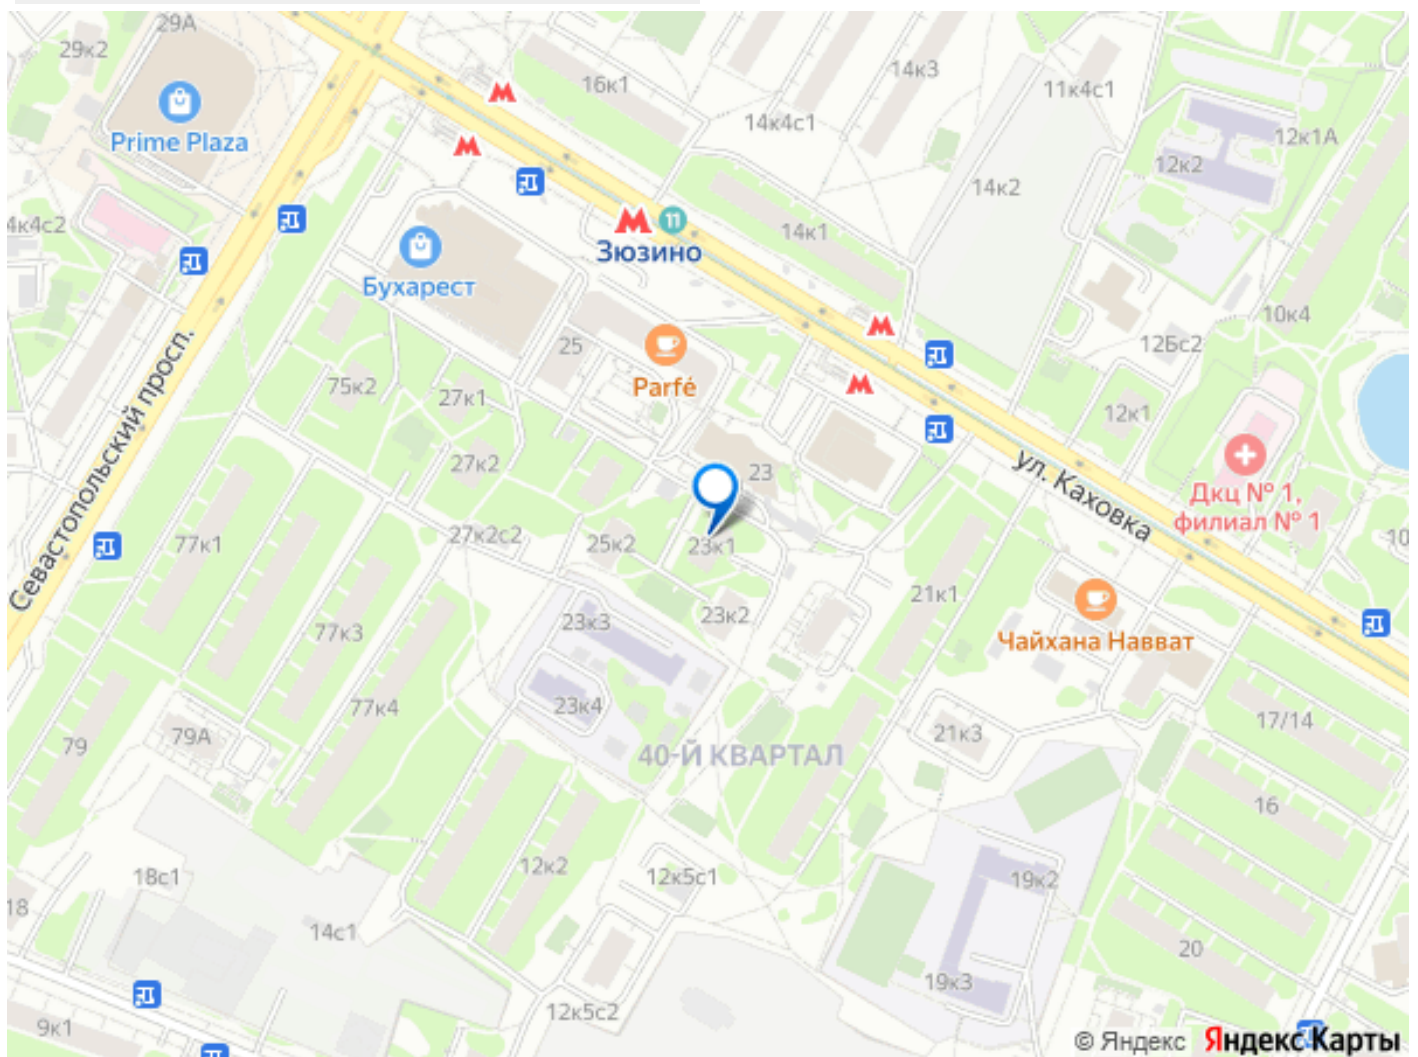 29А
29к2
Prime Plaza
16к1
14к3
11к4с1
14к4с1
12к1А
12к2
14к2
4к4с2
11
Зюзино
14к1
Бухарест
10к4
12Бс2
25
Parfé
75к2
27к1
12к1
Севастопольский просп.
27к2
23
ул. Каховка
Дкц № 1,
филиал № 1
77к1
27к2с2
25к2
23к1
10
21к1
23к3
23к2
77к3
Чайхана Навват
77к4
23к4
17/14
79
79А
21к3
40-Й КВАРТАЛ
16
18с1
12к2
12к5с1
19к2
18
14с1
20
19к3
12к5с2
9к1
© Яндекс Яндекс Карты